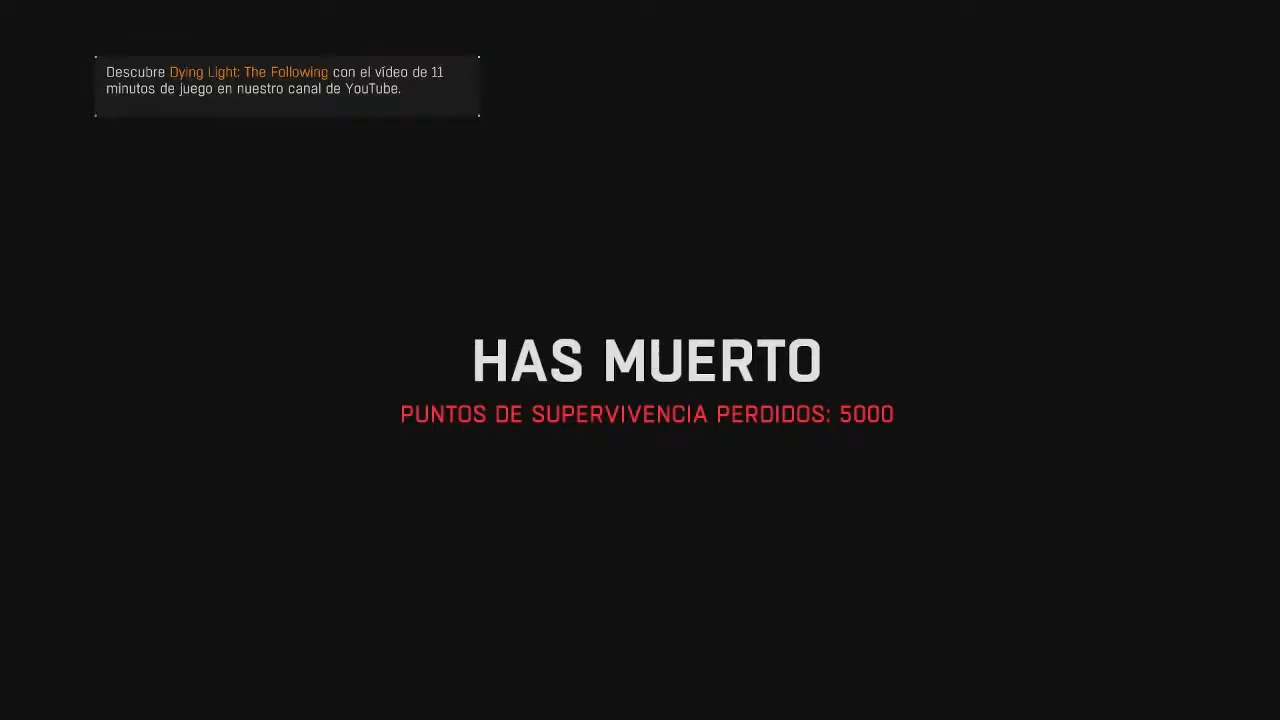 Descubre Dying Light: The Following con el vídeo de 11
minutos de juego en nuestro canal de YouTube.
HAS MUERTO
PUNTOS DE SUPERVIVENCIA PERDIDOS: 5000